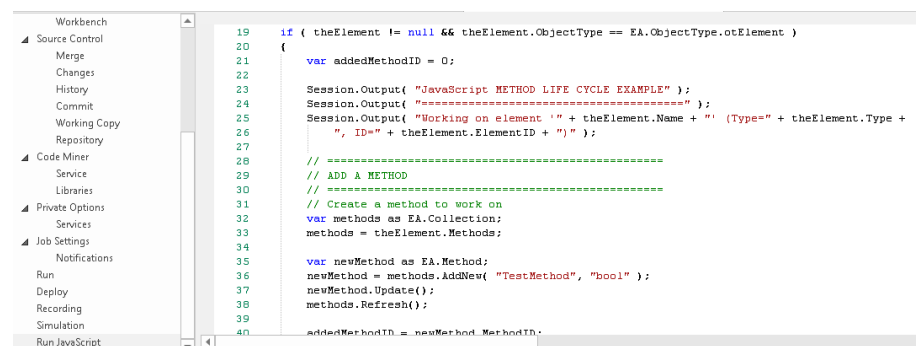 Workbench
Source Control
Merge
Changes
History
Commit
Working Copy
Repository
Code Miner
Service
Libraries
Private Options
Services
Job Settings
Notifications
Run
Deploy
Recording
Simulation
Run JavaScript
19 if ( theElement != null && theElement.ObjectType == EA.ObjectType.otElement )
20 {
21 var addedMethodID = 0;
22
23 Session.Output( "JavaScript METHOD LIFE CYCLE EXAMPLE" );
24 Session.Output( "=======================================" );
25 Session.Output( "Working on element '" + theElement.Name + "' (Type=" + theElement.Type +
26 ", ID=" + theElement.ElementID + ")" );
27
28 // ==================================================
29 // ADD A METHOD
30 // ==================================================
31 // Create a method to work on
32 var methods as EA.Collection;
33 methods = theElement.Methods;
34
35 var newMethod as EA.Method;
36 newMethod = methods.AddNew( "TestMethod", "bool" );
37 newMethod.Update();
38 methods.Refresh();
39
40 addedMethodID = newMethod.MethodID;